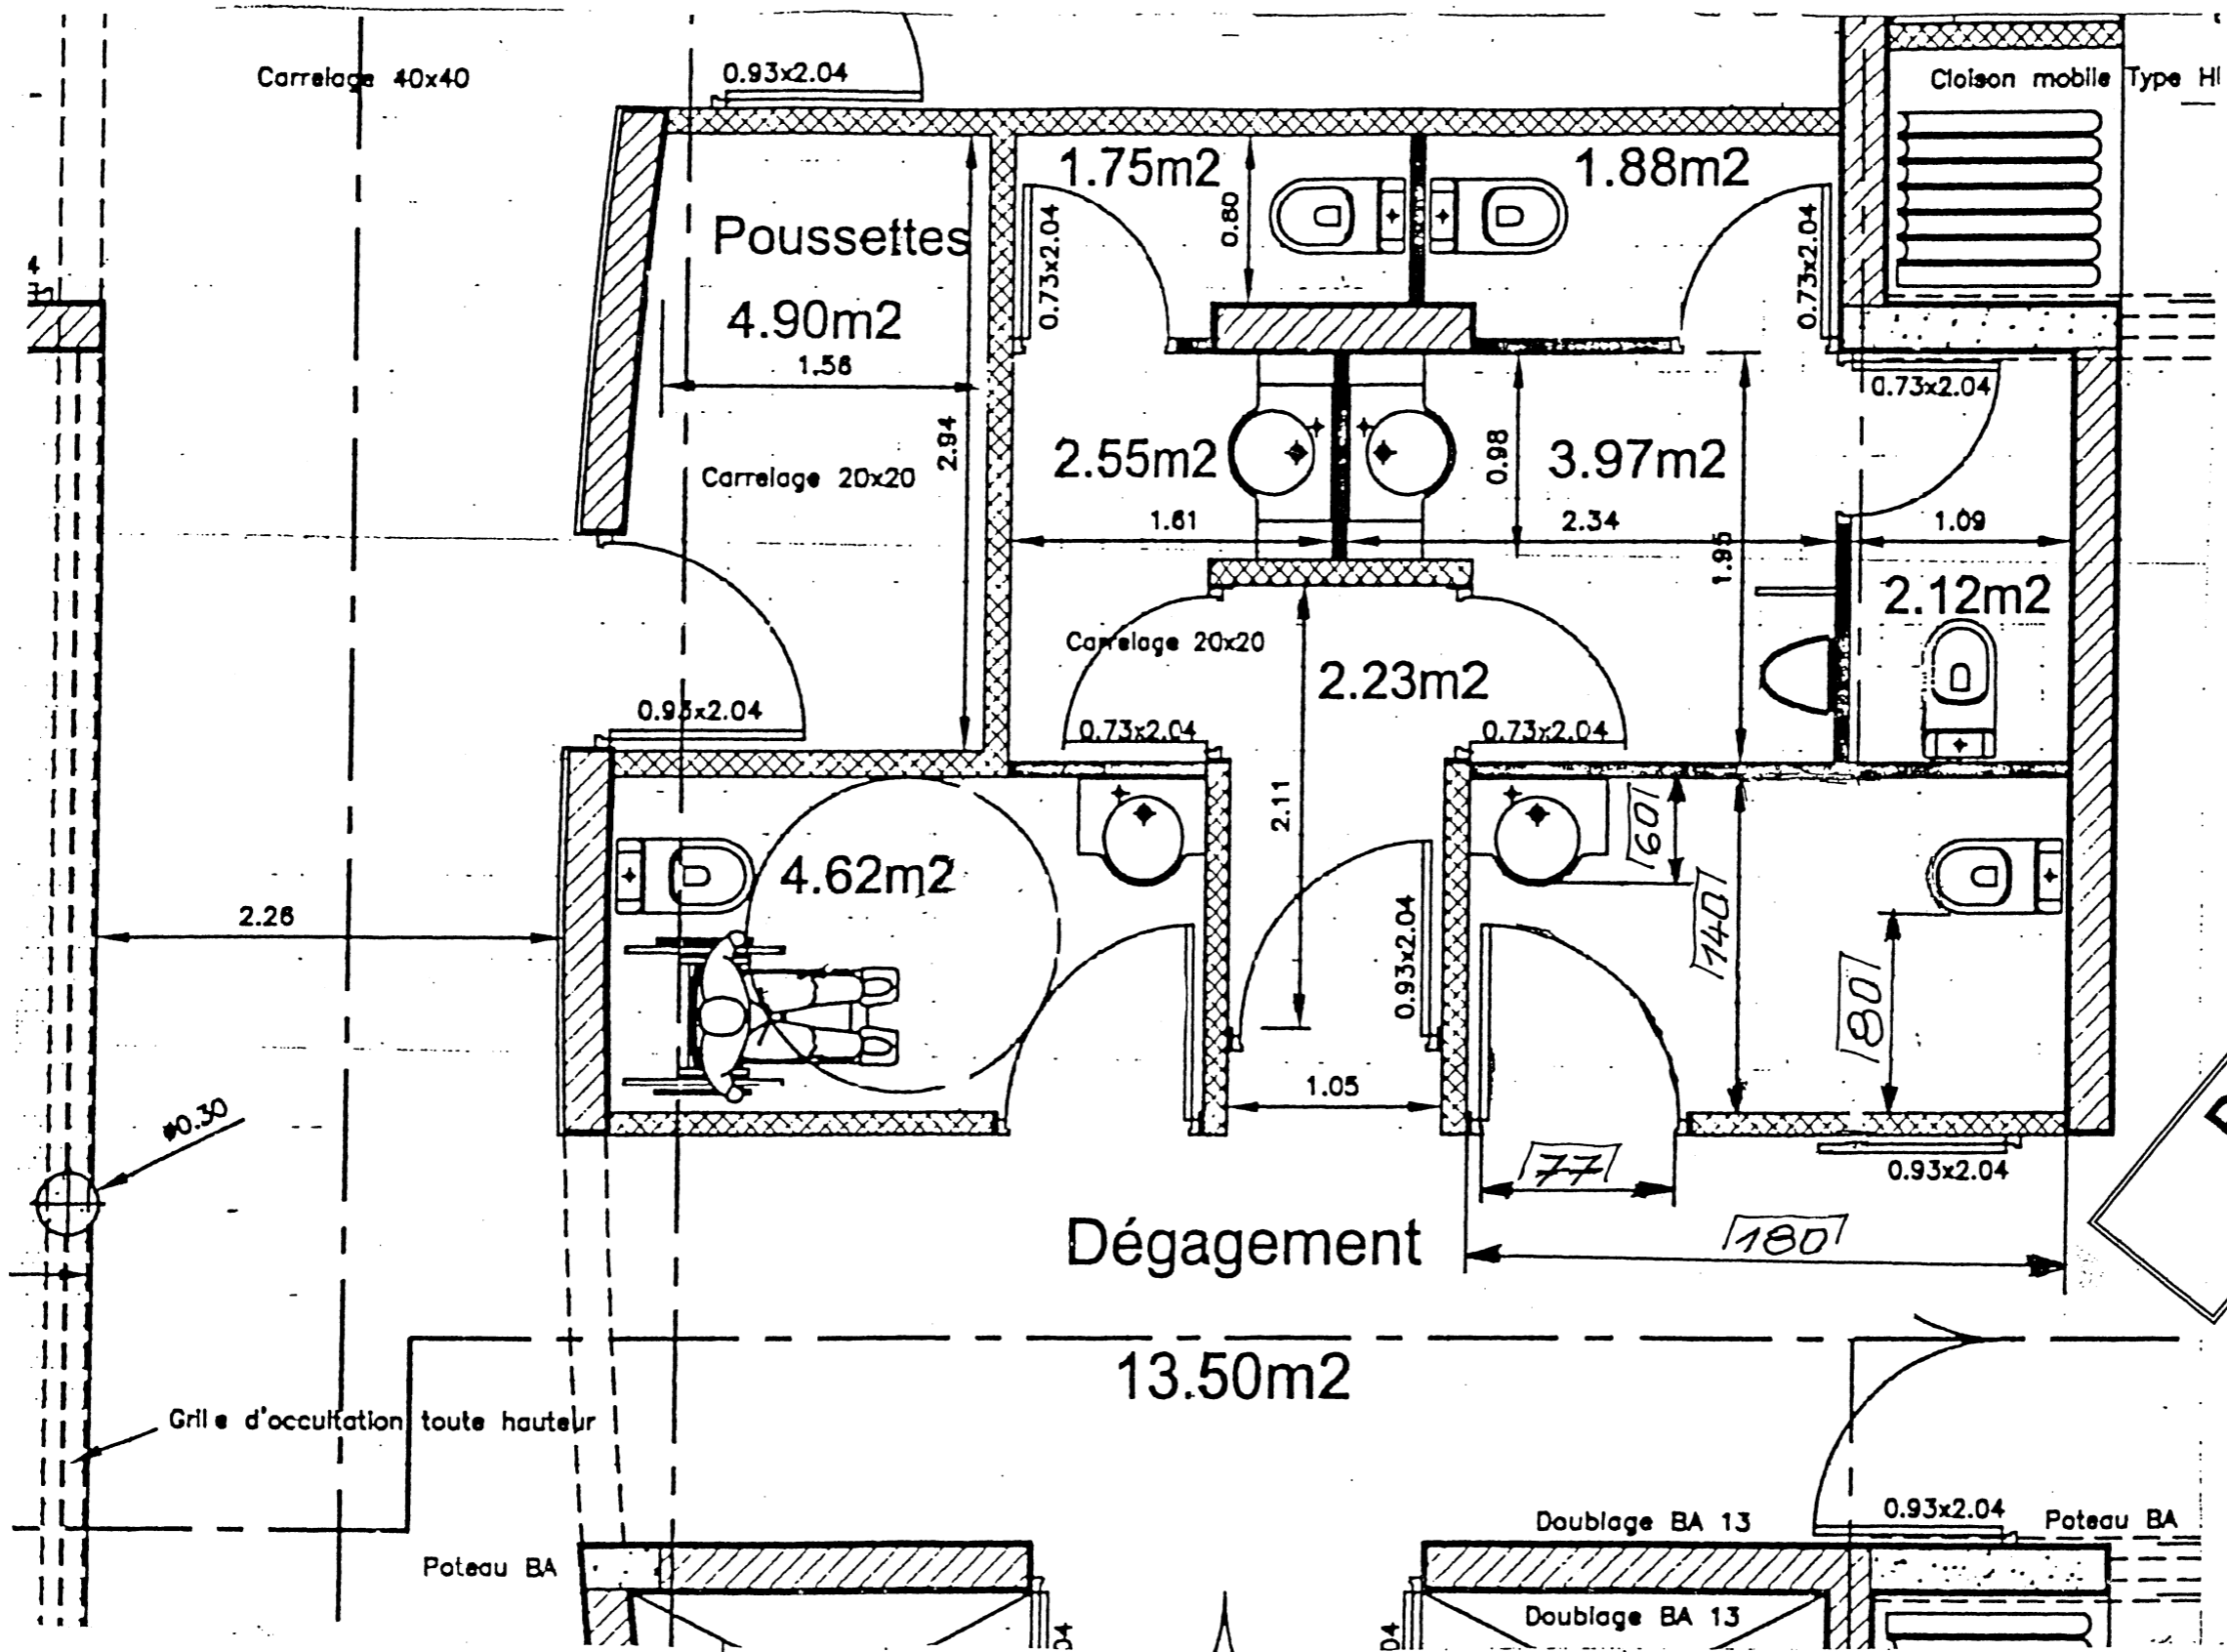 Carrelage 40x40
0.93x2.04
Cloison mobile Type H
1.75m2
1.88m2
0.80
0.73x2.04
0.73x2.04
Poussettes
4.90m2
1.56
2.94
Carrelage 20x20
0.73x2.04
2.55m2
0.98
3.97m2
1.61
2.34
1.09
1.95
2.12m2
Carrelage 20x20
2.23m2
0.93x2.04
0.73x2.04
0.73x2.04
2.11
60
4.62m2
140
2.26
0.93x2.04
80
1.05
ø0.30
77
0.93x2.04
Dégagement
180
13.50m2
Grille d'occultation toute hauteur
Doublage BA 13
0.93x2.04
Poteau BA
Poteau BA
Doublage BA 13
04
04